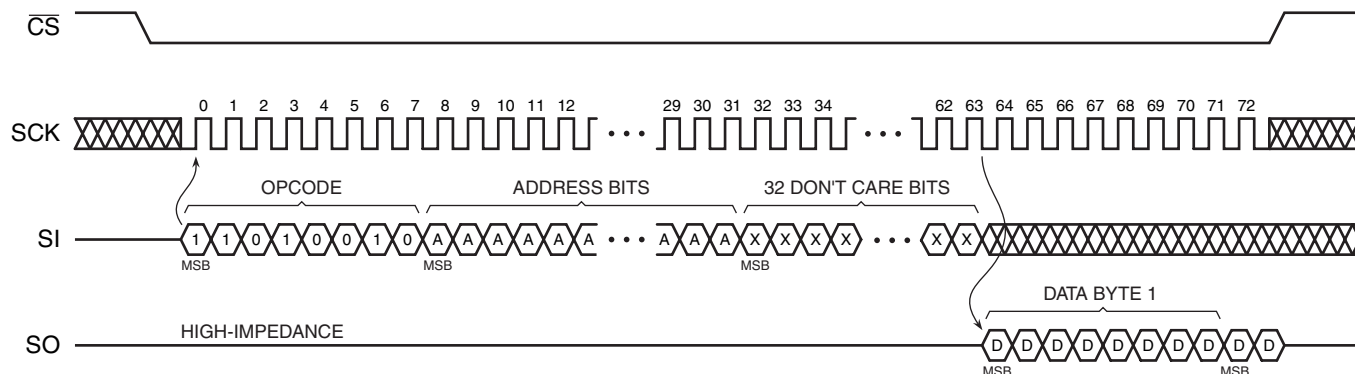 CS
0 1 2 3 4 5 6 7 8 9 10 11 12 29 30 31 32 33 34 62 63 64 65 66 67 68 69 70 71 72
SCK
OPCODE ADDRESS BITS 32 DON'T CARE BITS
SI 1 1 0 1 0 0 1 0 A A A A A A A A A X X X X X X
MSB MSB MSB
DATA BYTE 1
HIGH-IMPEDANCE
SO D D D D D D D D D D
MSB MSB